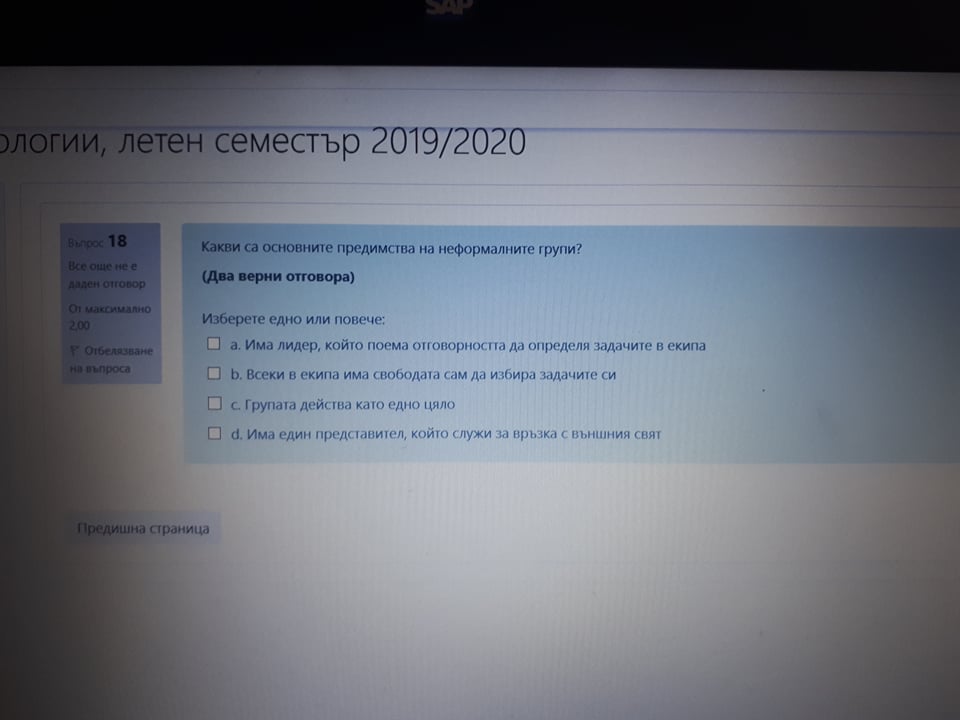 SAP
ологии, летен семестър 2019/2020
Въпрос 18
Все още не е
даден отговор
От максимално
2,00
Отбелязване
на въпроса
Какви са основните предимства на неформалните групи?
(Два верни отговора)
Изберете едно или повече:
a. Има лидер, който поема отговорността да определя задачите в екипа
b. Всеки в екипа има свободата сам да избира задачите си
c. Групата действа като едно цяло
d. Има един представител, който служи за връзка с външния свят
Предишна страница